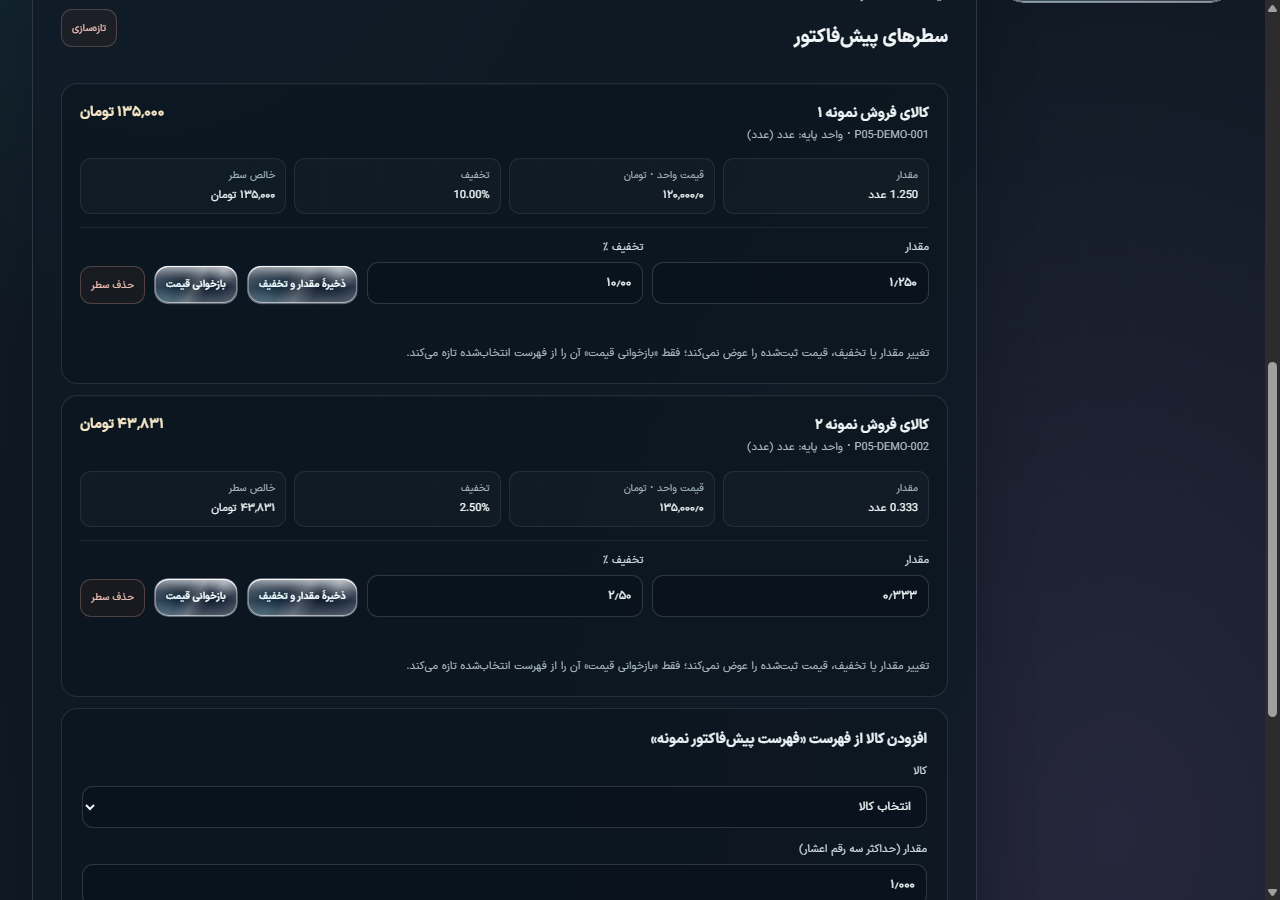 تازه‌سازی
سطرهای پیش‌فاکتور
کالای فروش نمونه ۱
۱۳۵٬۰۰۰ تومان
P05-DEMO-001 · واحد پایه: عدد (عدد)
مقدار
1.250 عدد
قیمت واحد · تومان
۱۲۰٬۰۰۰٫۰
تخفیف
10.00%
خالص سطر
۱۳۵٬۰۰۰ تومان
مقدار
۱٫۲۵۰
تخفیف ٪
۱۰٫۰۰
ذخیرهٔ مقدار و تخفیف
بازخوانی قیمت
حذف سطر
تغییر مقدار یا تخفیف، قیمت ثبت‌شده را عوض نمی‌کند؛ فقط «بازخوانی قیمت» آن را از فهرست انتخاب‌شده تازه می‌کند.
کالای فروش نمونه ۲
۴۳٬۸۳۱ تومان
P05-DEMO-002 · واحد پایه: عدد (عدد)
مقدار
0.333 عدد
قیمت واحد · تومان
۱۳۵٬۰۰۰٫۰
تخفیف
2.50%
خالص سطر
۴۳٬۸۳۱ تومان
مقدار
۰٫۳۳۳
تخفیف ٪
۲٫۵۰
ذخیرهٔ مقدار و تخفیف
بازخوانی قیمت
حذف سطر
تغییر مقدار یا تخفیف، قیمت ثبت‌شده را عوض نمی‌کند؛ فقط «بازخوانی قیمت» آن را از فهرست انتخاب‌شده تازه می‌کند.
افزودن کالا از فهرست «فهرست پیش‌فاکتور نمونه»
کالا
انتخاب کالا
مقدار (حداکثر سه رقم اعشار)
۱٫۰۰۰